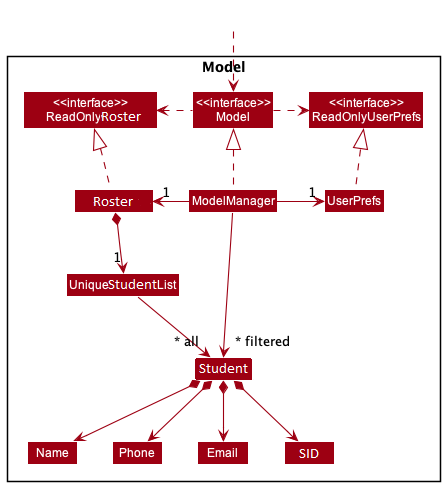 Model
<<interface>>
ReadOnlyRoster
<<interface>>
Model
<<interface>>
ReadOnlyUserPrefs
Roster
1
ModelManager
1
UserPrefs
1
UniqueStudentList
* all
* filtered
Student
Name
Phone
Email
SID